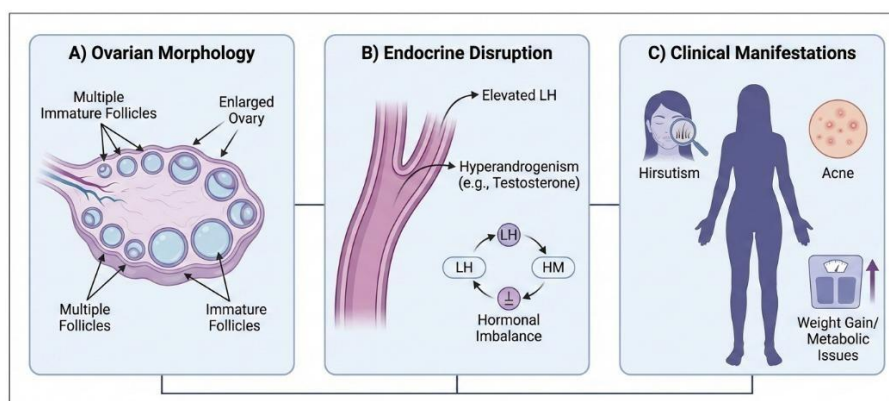 A) Ovarian Morphology
Multiple
Immature Follicles
Enlarged
Ovary
Multiple
Follicles
Immature
Follicles
B) Endocrine Disruption
Elevated LH
Hyperandrogenism
(e.g., Testosterone)
LH
LH
HM
Hormonal
Imbalance
C) Clinical Manifestations
Hirsutism
Acne
Weight Gain/
Metabolic
Issues